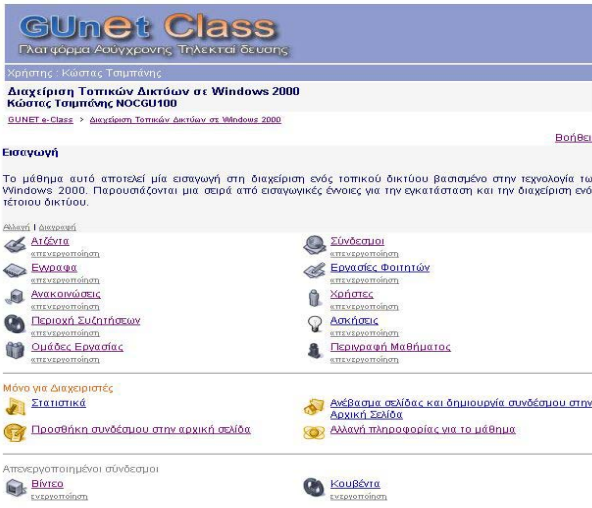 GUnet Class
Πλατφόρμα Ασύγχρονης Τηλεκπαίδευσης
Χρήστης : Κώστας Τσιμπάνης
Διαχείριση Τοπικών Δικτύων σε Windows 2000
Κώστας Τσιμπάνης NOCGU100
GUNET e-Class > Διαχείριση Τοπικών Δικτύων σε Windows 2000
Βοήθει
Εισαγωγή
Το μάθημα αυτό αποτελεί μία εισαγωγή στη διαχείριση ενός τοπικού δικτύου βασισμένο στην τεχνολογία τω
Windows 2000. Παρουσιάζονται μια σειρά από εισαγωγικές έννοιες για την εγκατάσταση και την διαχείριση ενό
τέτοιου δικτύου.
Αλλαγή | Διαγραφή
Ατζέντα
απενεργοποίηση
Σύνδεσμοι
απενεργοποίηση
Εγγραφα
απενεργοποίηση
Εργασίες Φοιτητών
απενεργοποίηση
Ανακοινώσεις
απενεργοποίηση
Χρήστες
απενεργοποίηση
Περιοχή Συζητήσεων
απενεργοποίηση
Ασκήσεις
απενεργοποίηση
Ομάδες Εργασίας
απενεργοποίηση
Περιγραφή Μαθήματος
απενεργοποίηση
Μόνο για Διαχειριστές
Στατιστικά
Ανέβασμα σελίδας και δημιουργία συνδέσμου στην
Αρχική Σελίδα
Προσθήκη συνδέσμου στην αρχική σελίδα
Αλλαγή πληροφορίας για το μάθημα
Απενεργοποιημένοι σύνδεσμοι
Βίντεο
ενεργοποίηση
Κουβέντα
ενεργοποίηση